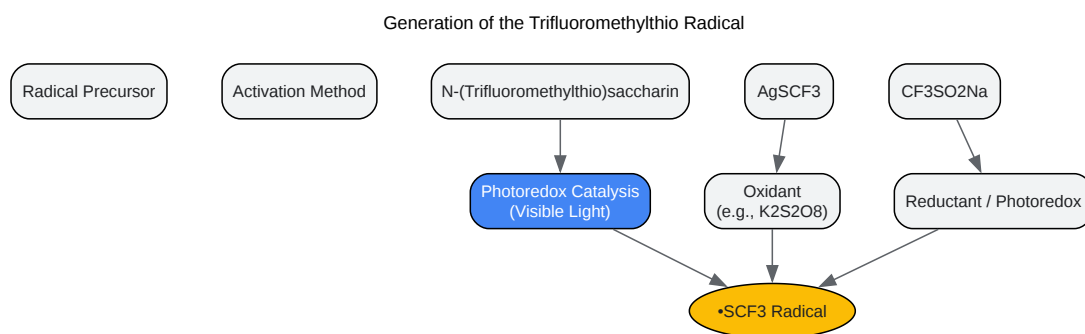 Generation of the Trifluoromethylthio Radical
Radical Precursor
Activation Method
N-(Trifluoromethylthio)saccharin
AgSCF3
CF3SO2Na
Photoredox Catalysis
(Visible Light)
Oxidant
(e.g., K2S2O8)
Reductant / Photoredox
•SCF3 Radical